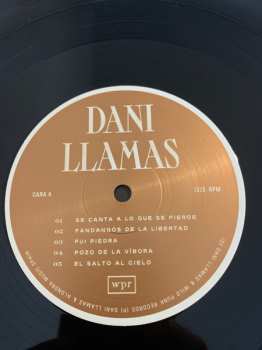 DANI
LLAMAS
CARA A
33⅓ RPM
01 SE CANTA A LO QUE SE PIERDE
02 FANDANGOS DE LA LIBERTAD
03 FUI PIEDRA
04 POZO DE LA VÍBORA
05 EL SALTO AL CIELO
wpr